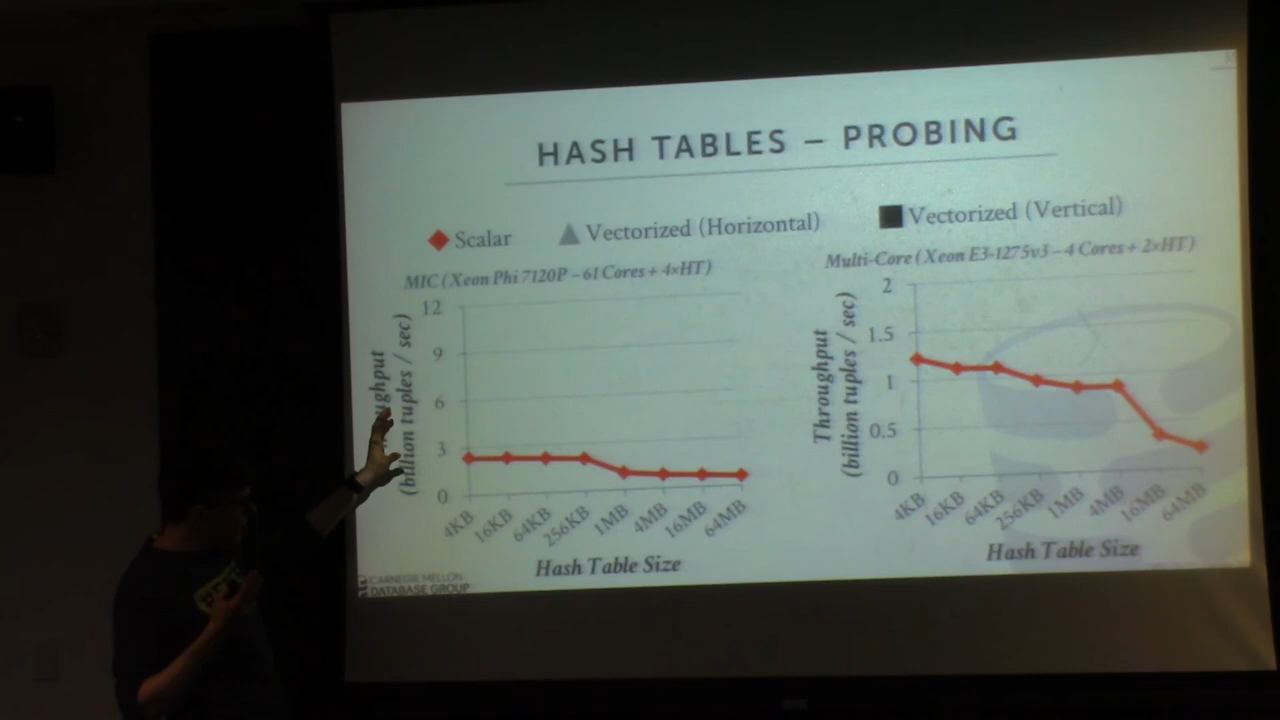 HASH TABLES – PROBING
Scalar
Vectorized (Horizontal)
Vectorized (Vertical)
MIC (Xeon Phi 7120P – 61 Cores + 4×HT)
12
9
6
3
0
(billion tuples / sec)
4KB
16KB
64KB
256KB
1MB
4MB
16MB
64MB
Hash Table Size
Multi-Core (Xeon E3-1275v3 – 4 Cores + 2×HT)
2
1.5
1
0.5
0
Throughput
(billion tuples / sec)
4KB
16KB
64KB
256KB
1MB
4MB
16MB
64MB
Hash Table Size
CARNEGIE MELLON
DATABASE GROUP